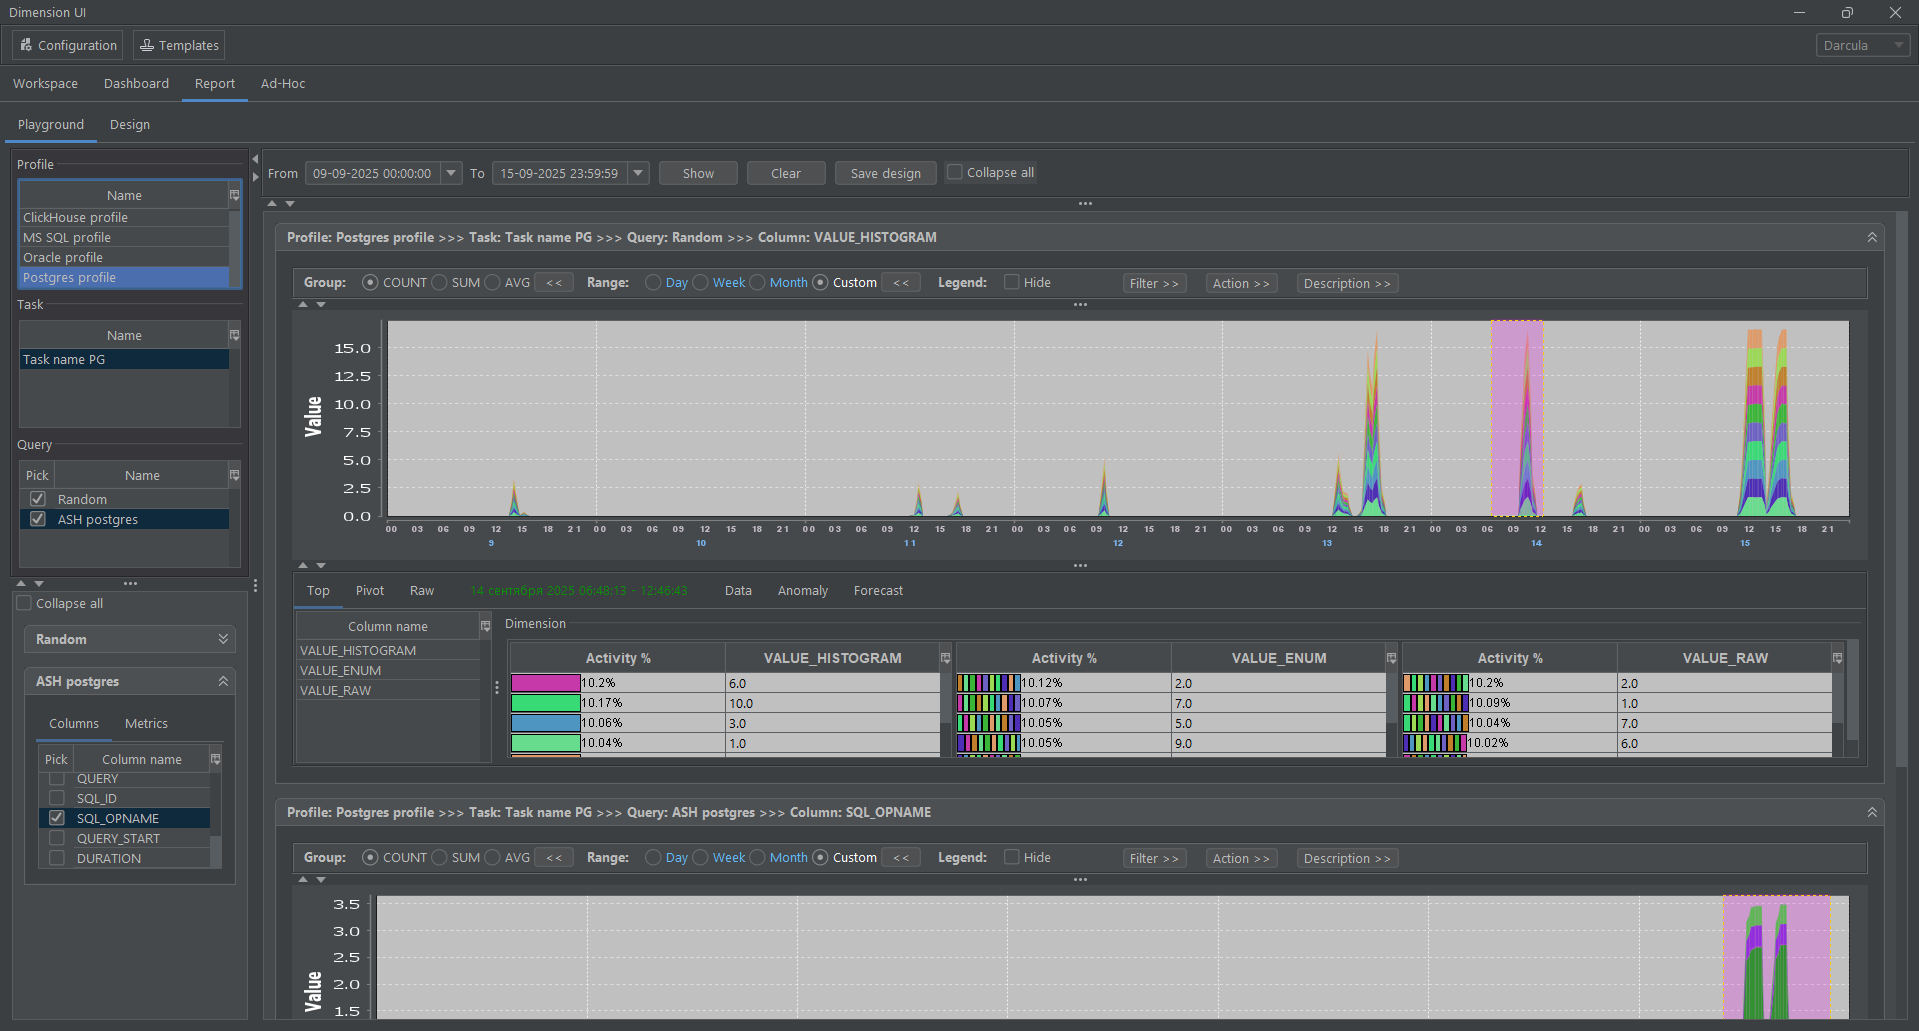 Dimension UI
Configuration Templates Darcula
Workspace Dashboard Report Ad-Hoc
Playground Design
Profile
Name
ClickHouse profile
MS SQL profile
Oracle profile
Postgres profile
Task
Name
Task name PG
Query
Pick Name
Random
ASH postgres
Collapse all
Random
ASH postgres
Columns Metrics
Pick Column name
QUERY
SQL_ID
SQL_OPNAME
QUERY_START
DURATION
From 09-09-2025 00:00:00 To 15-09-2025 23:59:59 Show Clear Save design Collapse all
Profile: Postgres profile >>> Task: Task name PG >>> Query: Random >>> Column: VALUE_HISTOGRAM
Group: COUNT SUM AVG << Range: Day Week Month Custom << Legend: Hide Filter >> Action >> Description >>
Value
15.0
12.5
10.0
7.5
5.0
2.5
0.0
00 03 06 09 12 15 18 21 00 03 06 09 12 15 18 21 00 03 06 09 12 15 18 21 00 03 06 09 12 15 18 21 00 03 06 09 12 15 18 21 00 03 06 09 12 15 18 21 00 03 06 09 12 15 18 21
9 10 11 12 13 14 15
Top Pivot Raw 14 сентября 2025 06:48:13 - 12:46:43 Data Anomaly Forecast
Column name
VALUE_HISTOGRAM
VALUE_ENUM
VALUE_RAW
Dimension
Activity % VALUE_HISTOGRAM Activity % VALUE_ENUM Activity % VALUE_RAW
10.2% 6.0 10.12% 2.0 10.2% 2.0
10.17% 10.0 10.07% 7.0 10.09% 1.0
10.06% 3.0 10.05% 5.0 10.04% 7.0
10.04% 1.0 10.05% 9.0 10.02% 6.0
Profile: Postgres profile >>> Task: Task name PG >>> Query: ASH postgres >>> Column: SQL_OPNAME
Group: COUNT SUM AVG << Range: Day Week Month Custom << Legend: Hide Filter >> Action >> Description >>
Value
3.5
3.0
2.5
2.0
1.5